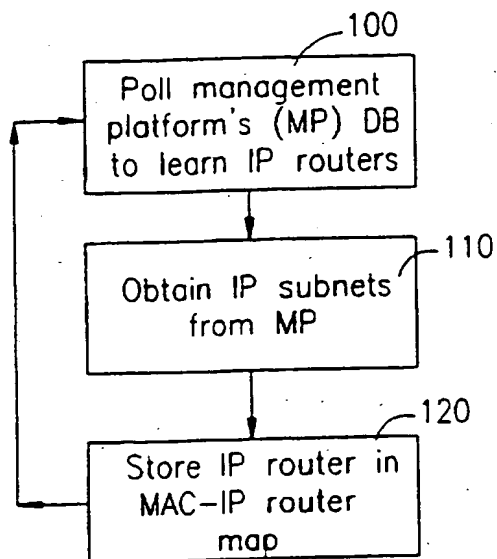 100
Poll management
platform's (MP) DB
to learn IP routers
110
Obtain IP subnets
from MP
120
Store IP router in
MAC-IP router
map